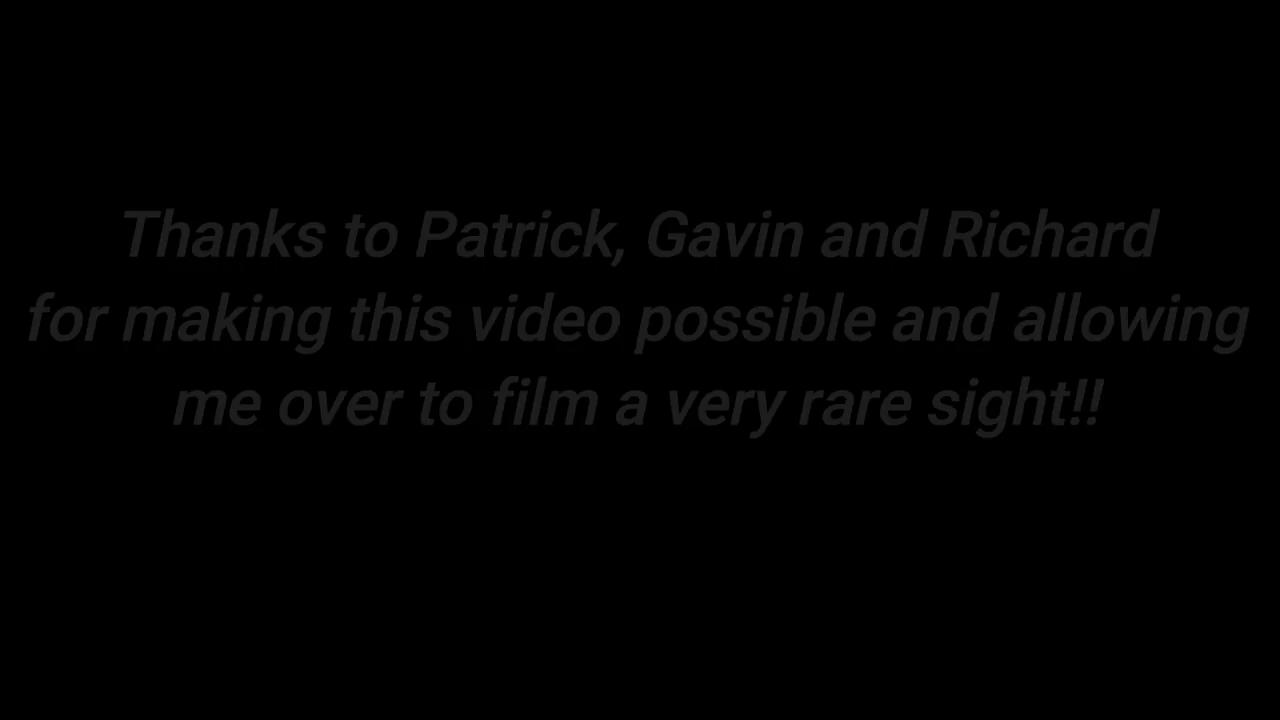 Thanks to Patrick, Gavin and Richard
for making this video possible and allowing
me over to film a very rare sight!!